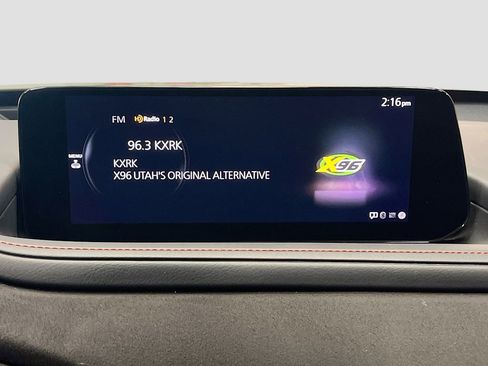 2:16pm
FM HD Radio 1 2
96.3 KXRK
MENU
KXRK
X96 UTAH'S ORIGINAL ALTERNATIVE
X96